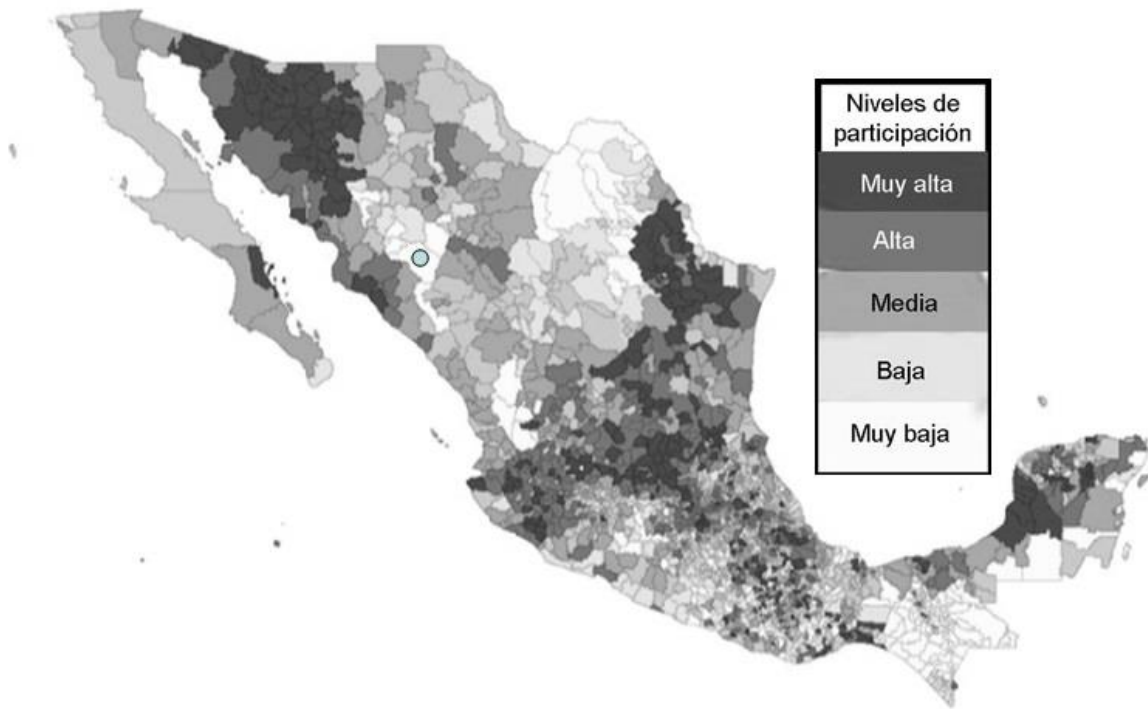 Niveles de
participación
Muy alta
Alta
Media
Baja
Muy baja